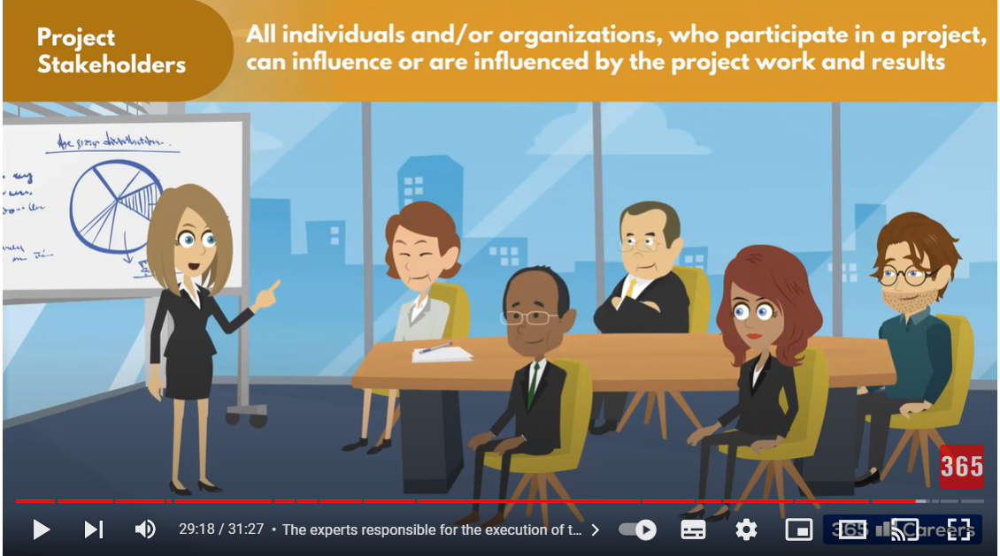 Project
Stakeholders
All individuals and/or organizations, who participate in a project,
can influence or are influenced by the project work and results
Age group distribution
365
29:18 / 31:27 • The experts responsible for the execution of t...
365 Careers